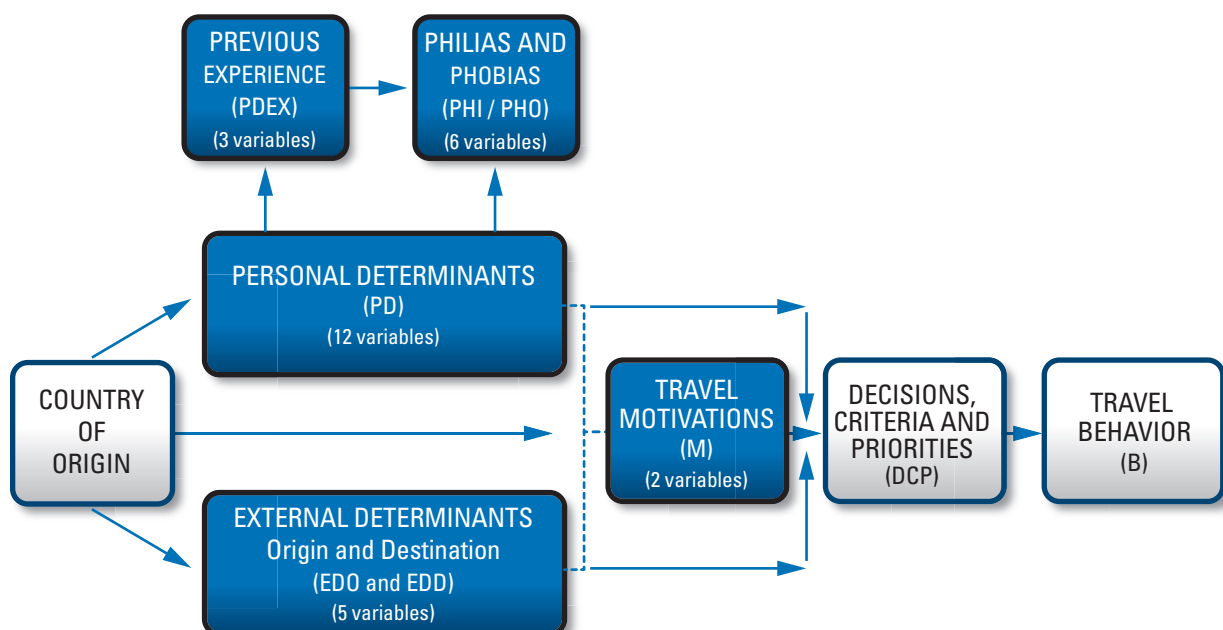 PREVIOUS
EXPERIENCE
(PDEX)
(3 variables)
PHILIAS AND
PHOBIAS
(PHI / PHO)
(6 variables)
PERSONAL DETERMINANTS
(PD)
(12 variables)
COUNTRY
OF
ORIGIN
TRAVEL
MOTIVATIONS
(M)
(2 variables)
DECISIONS,
CRITERIA AND
PRIORITIES
(DCP)
TRAVEL
BEHAVIOR
(B)
EXTERNAL DETERMINANTS
Origin and Destination
(EDO and EDD)
(5 variables)